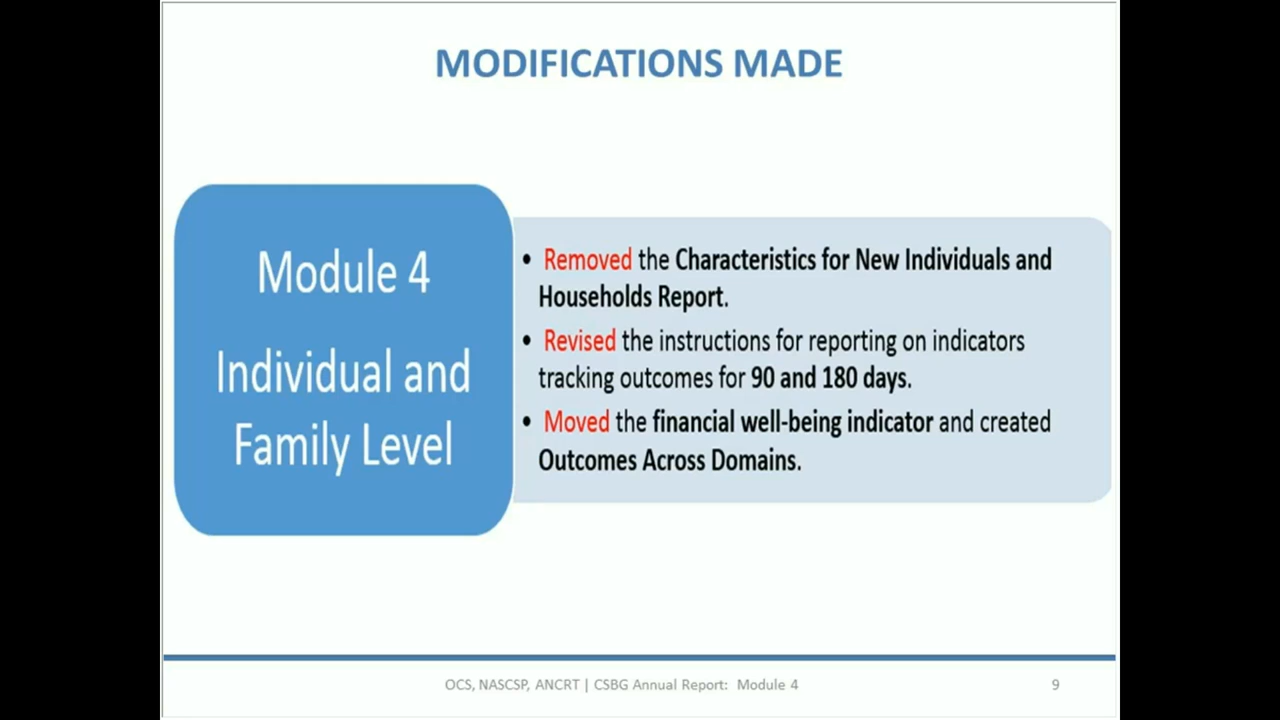 MODIFICATIONS MADE
Module 4
Individual and
Family Level
• Removed the Characteristics for New Individuals and
Households Report.
• Revised the instructions for reporting on indicators
tracking outcomes for 90 and 180 days.
• Moved the financial well-being indicator and created
Outcomes Across Domains.
OCS, NASCSP, ANCRT | CSBG Annual Report: Module 4
9